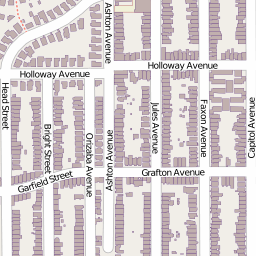 Ashton Avenue
Holloway Avenue
Holloway Avenue
Head Street
Bright Street
Orizaba Avenue
Ashton Avenue
Jules Avenue
Faxon Avenue
Capitol Avenue
Garfield Street
Grafton Avenue